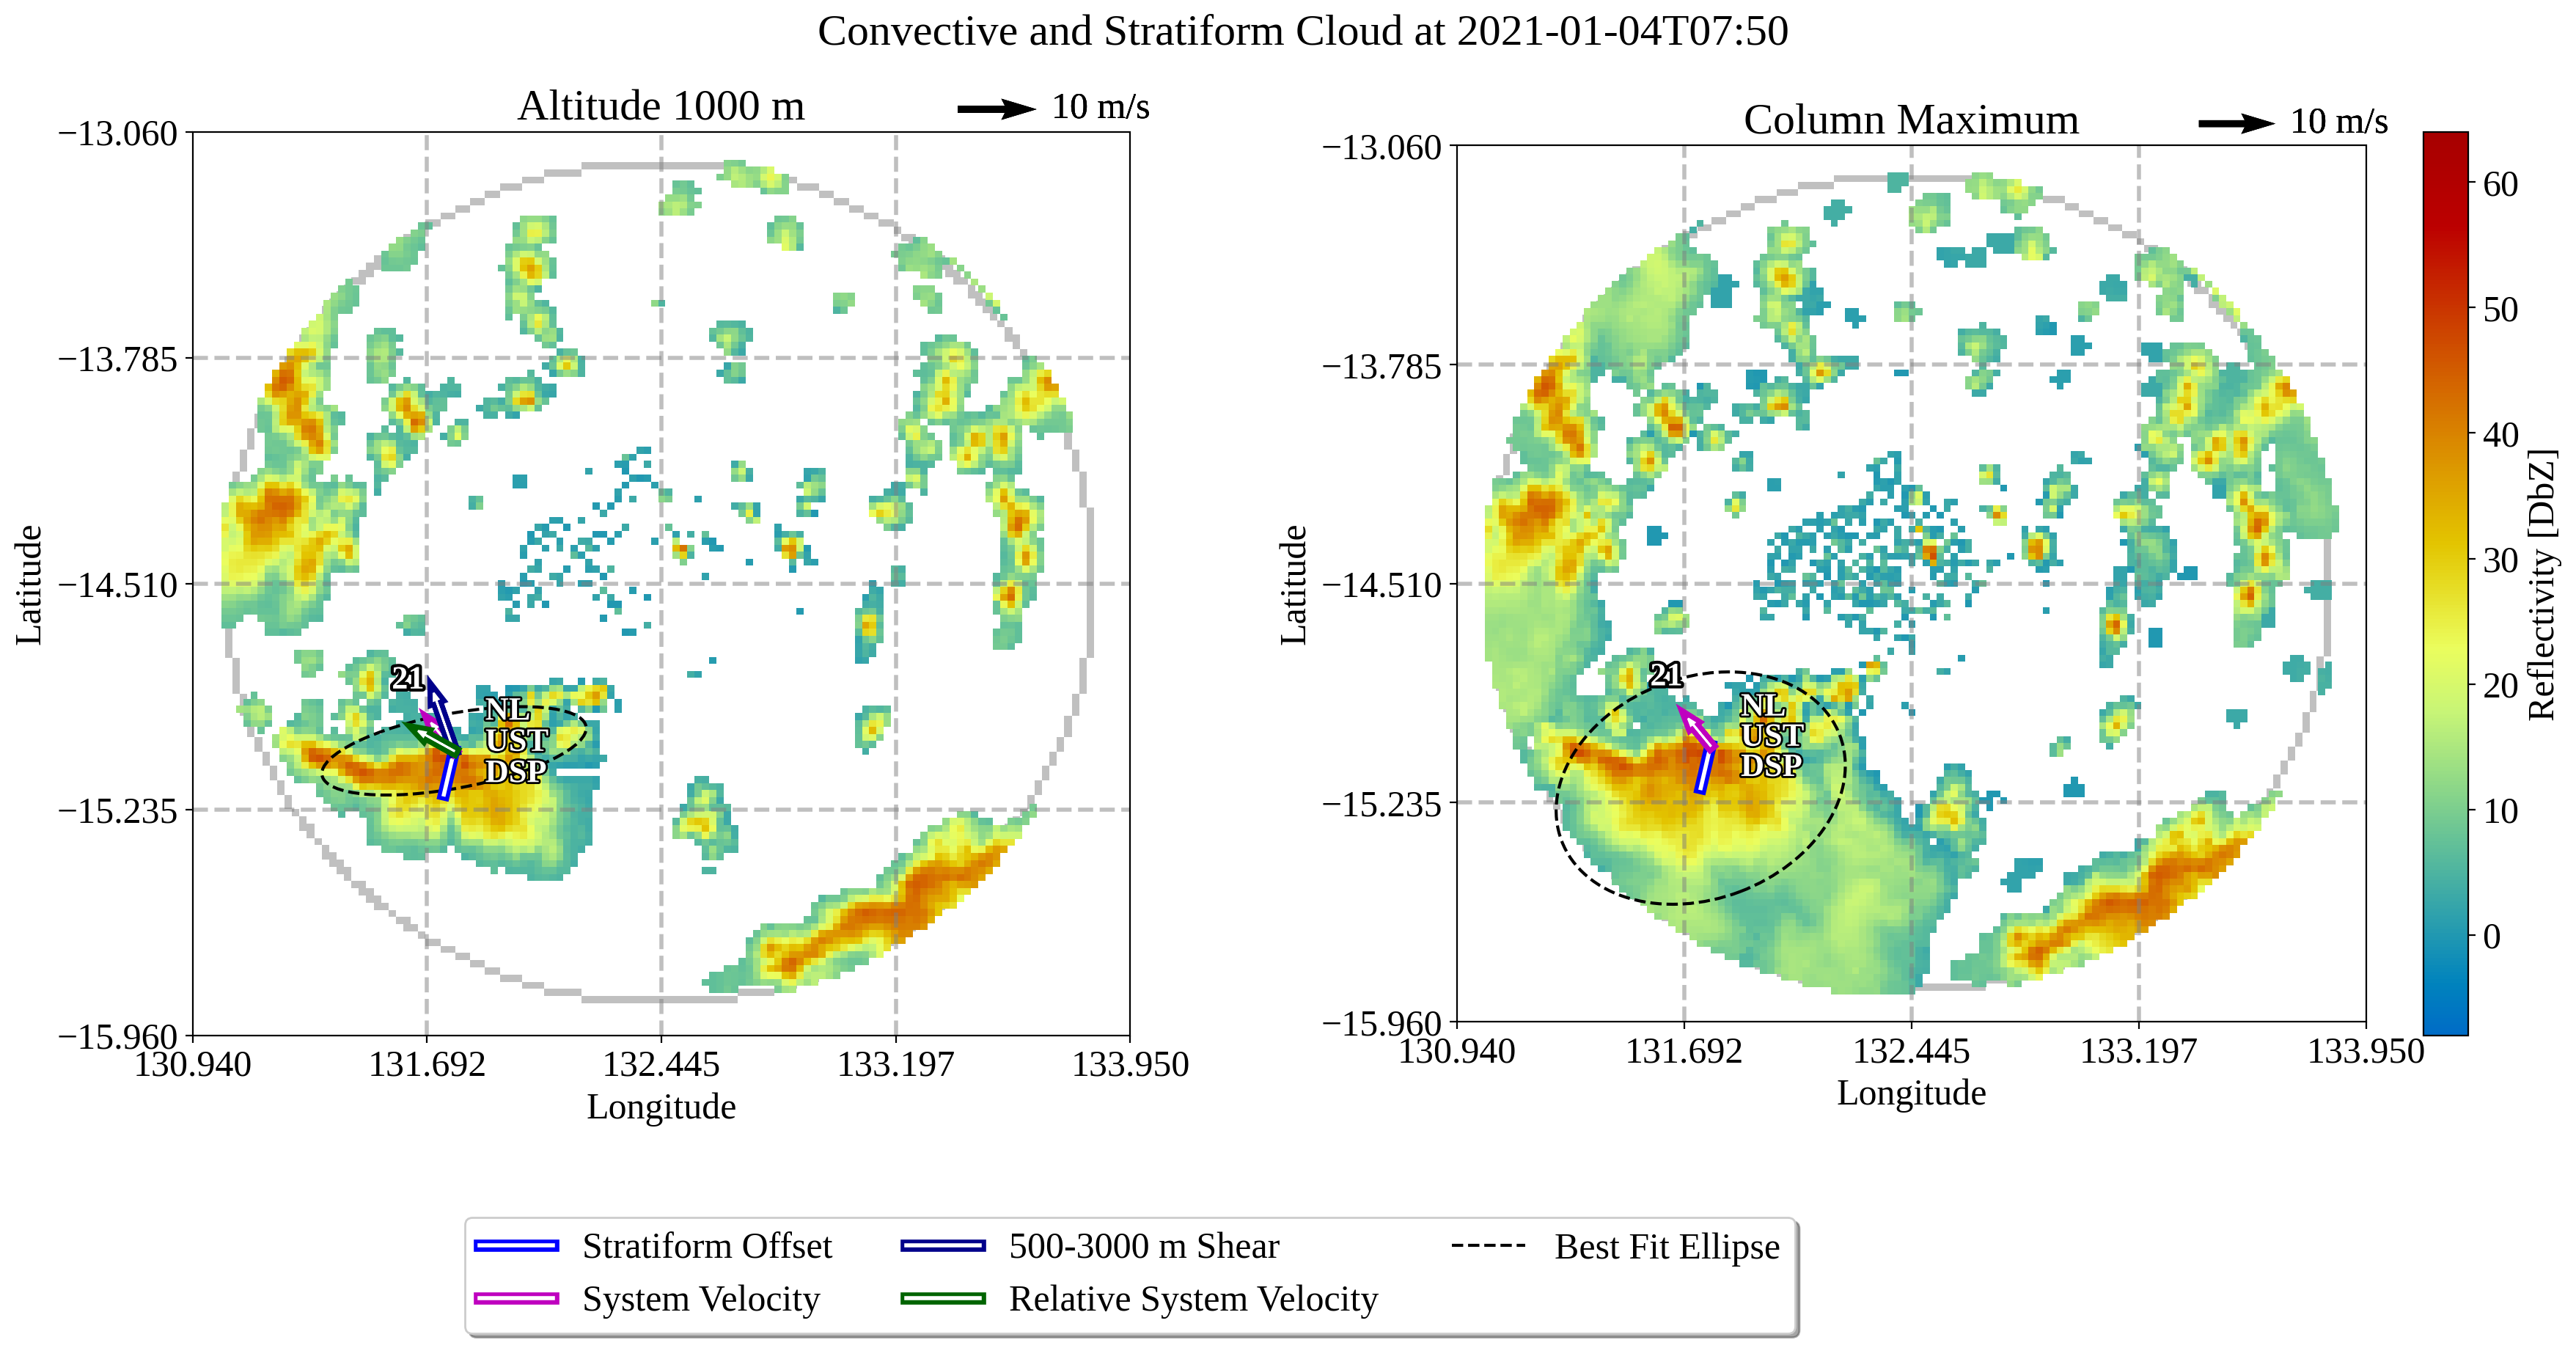 Convective and Stratiform Cloud at 2021-01-04T07:50
Altitude 1000 m
10 m/s
−13.060
−13.785
−14.510
−15.235
−15.960
130.940
131.692
132.445
133.197
133.950
Latitude
Longitude
21
NL
UST
DSP
Column Maximum
10 m/s
−13.060
−13.785
−14.510
−15.235
−15.960
130.940
131.692
132.445
133.197
133.950
Latitude
Longitude
21
NL
UST
DSP
60
50
40
30
20
10
0
Reflectivity [DbZ]
Stratiform Offset
System Velocity
500-3000 m Shear
Relative System Velocity
Best Fit Ellipse